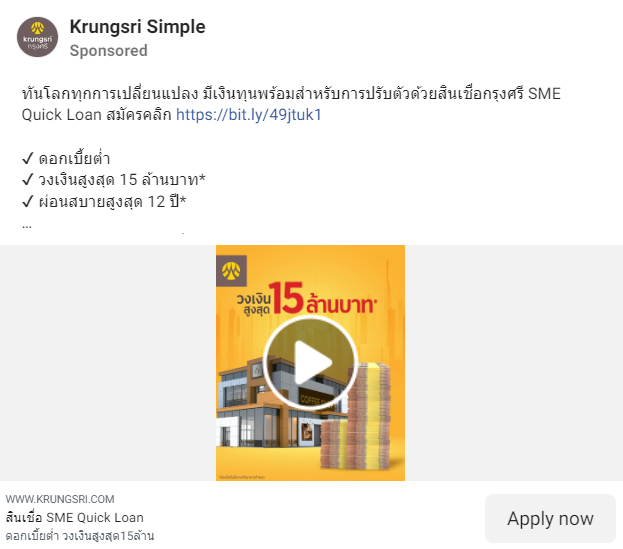 krungsri
กรุงศรี
Krungsri Simple
Sponsored
ทันโลกทุกการเปลี่ยนแปลง มีเงินทุนพร้อมสำหรับการปรับตัวด้วยสินเชื่อกรุงศรี SME
Quick Loan สมัครคลิก https://bit.ly/49jtuk1
✓ ดอกเบี้ยต่ำ
✓ วงเงินสูงสุด 15 ล้านบาท*
✓ ผ่อนสบายสูงสุด 12 ปี*
...
วงเงิน
สูงสุด 15 ล้านบาท*
COFFEE
WWW.KRUNGSRI.COM
สินเชื่อ SME Quick Loan
ดอกเบี้ยต่ำ วงเงินสูงสุด15ล้าน
Apply now